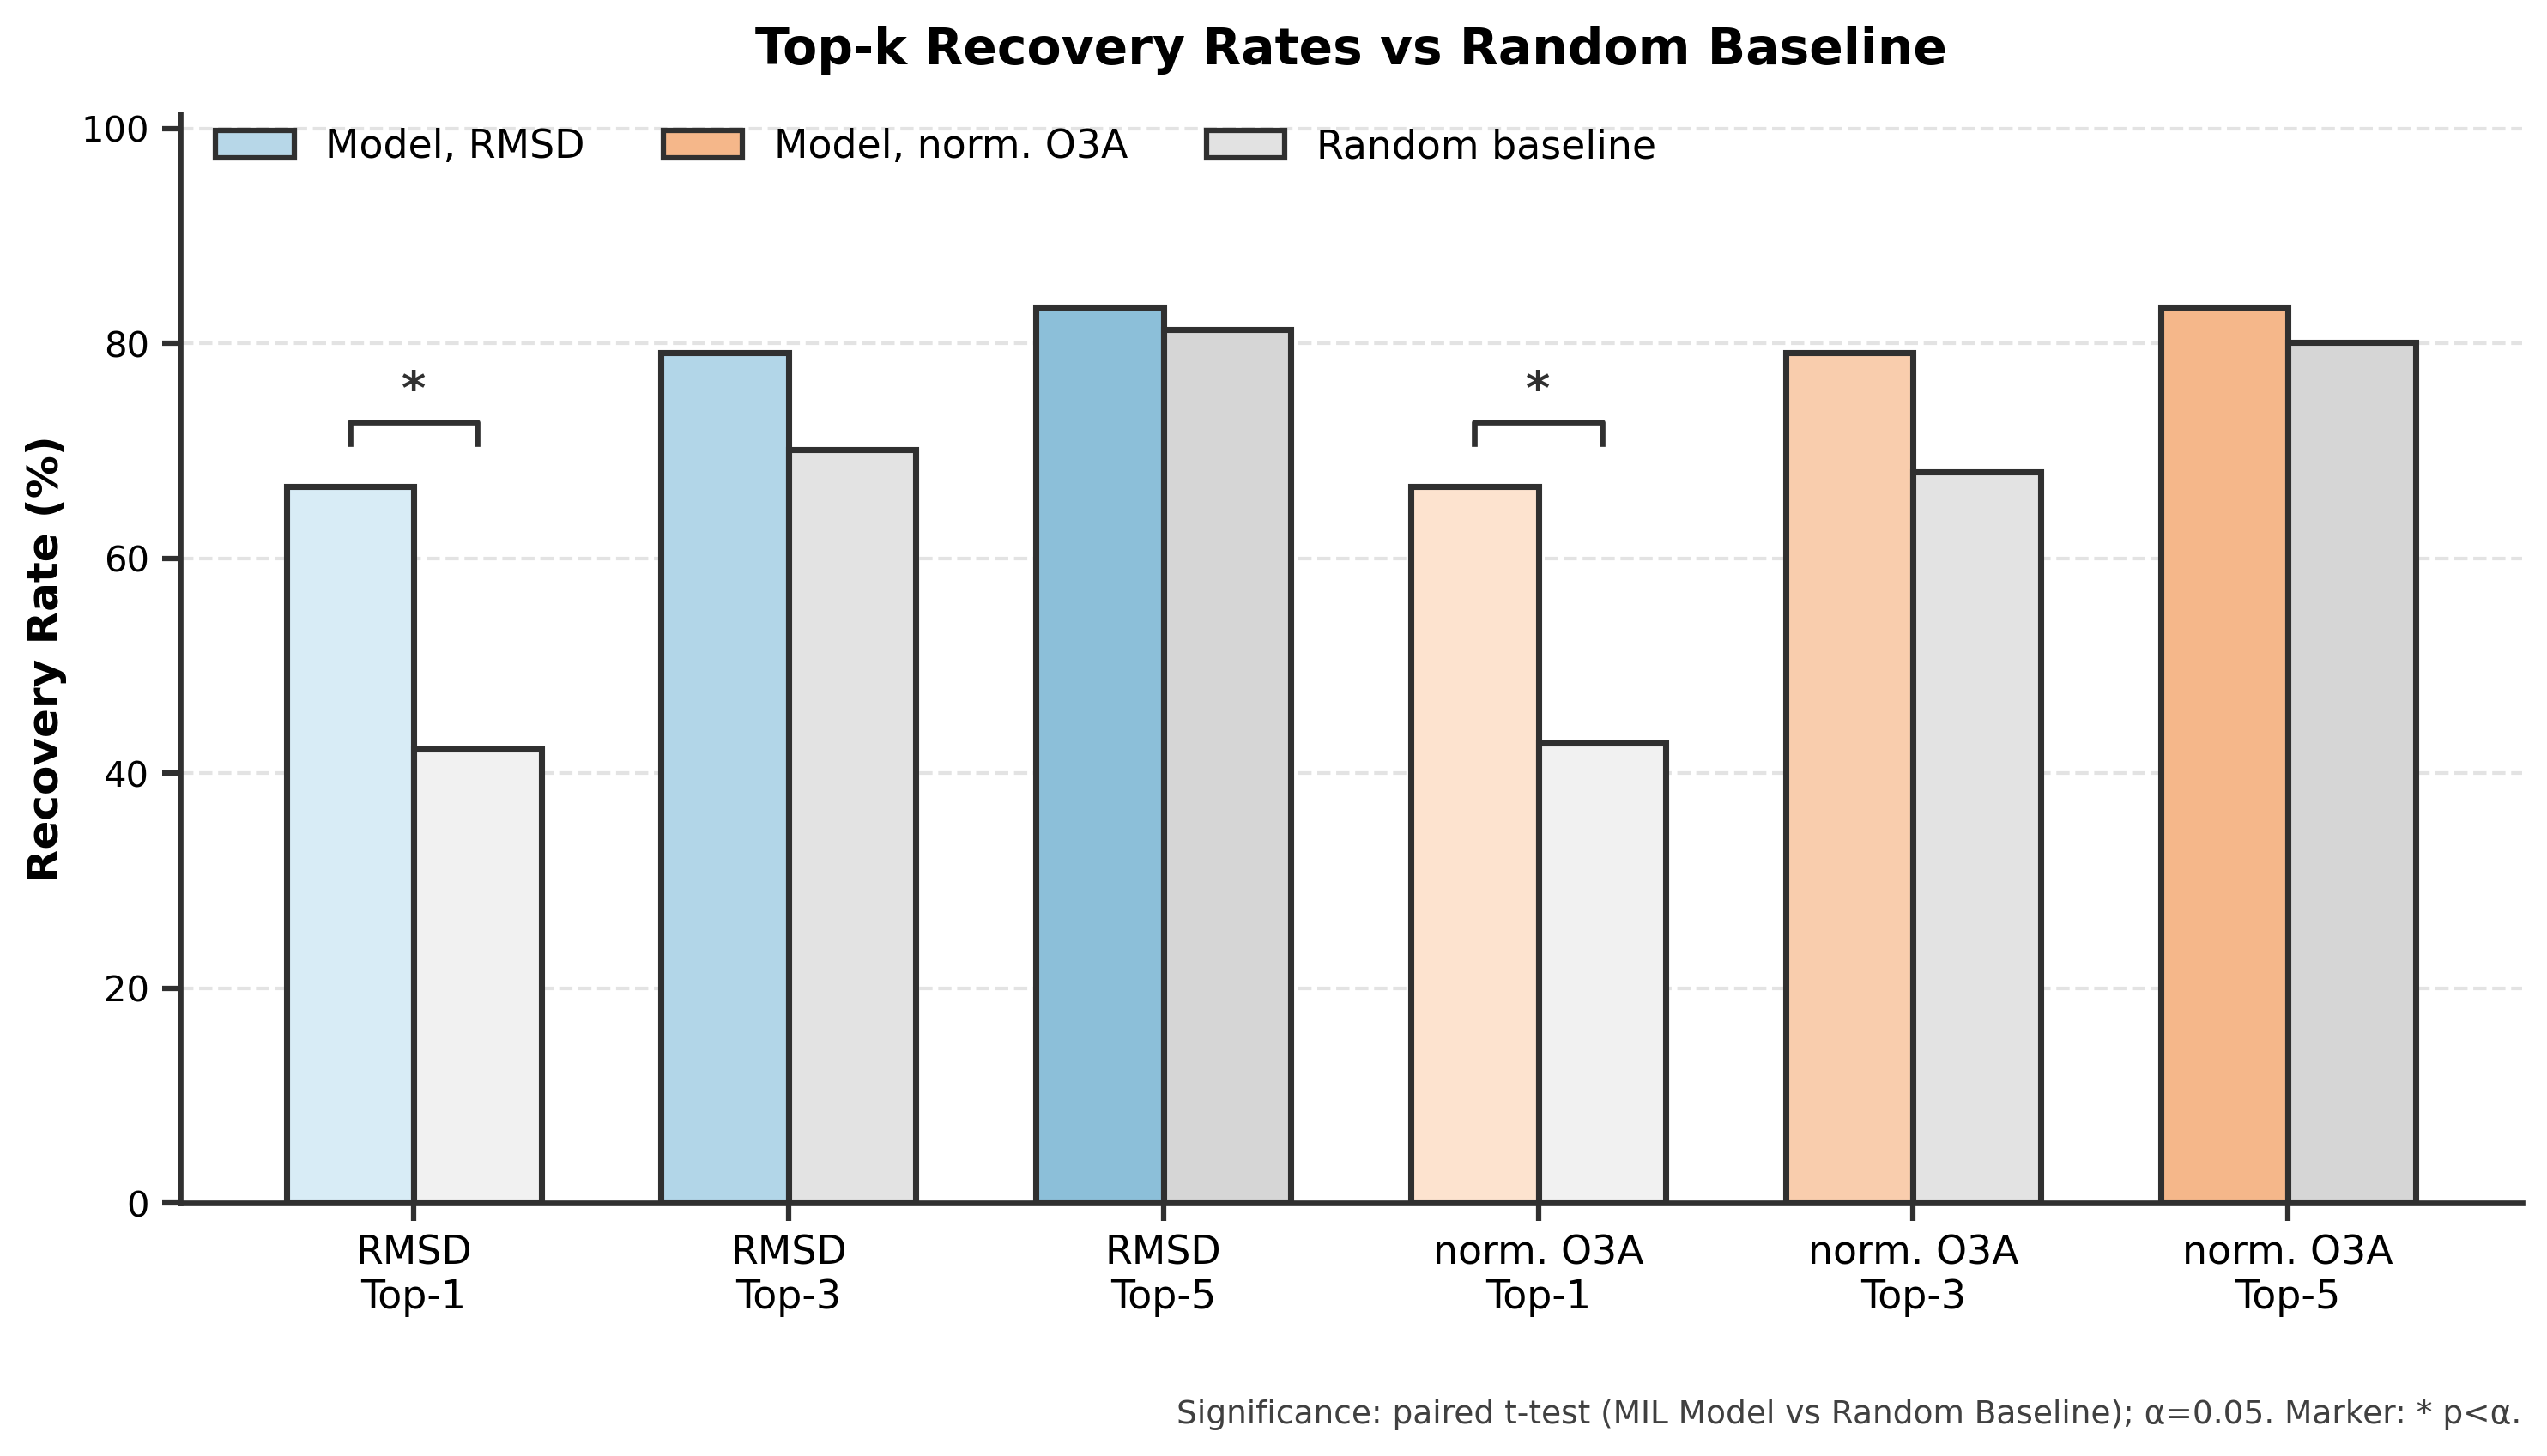 Top-k Recovery Rates vs Random Baseline
Model, RMSD
Model, norm. O3A
Random baseline
Recovery Rate (%)
100
80
60
40
20
0
*
*
RMSD
Top-1
RMSD
Top-3
RMSD
Top-5
norm. O3A
Top-1
norm. O3A
Top-3
norm. O3A
Top-5
Significance: paired t-test (MIL Model vs Random Baseline); α=0.05. Marker: * p<α.